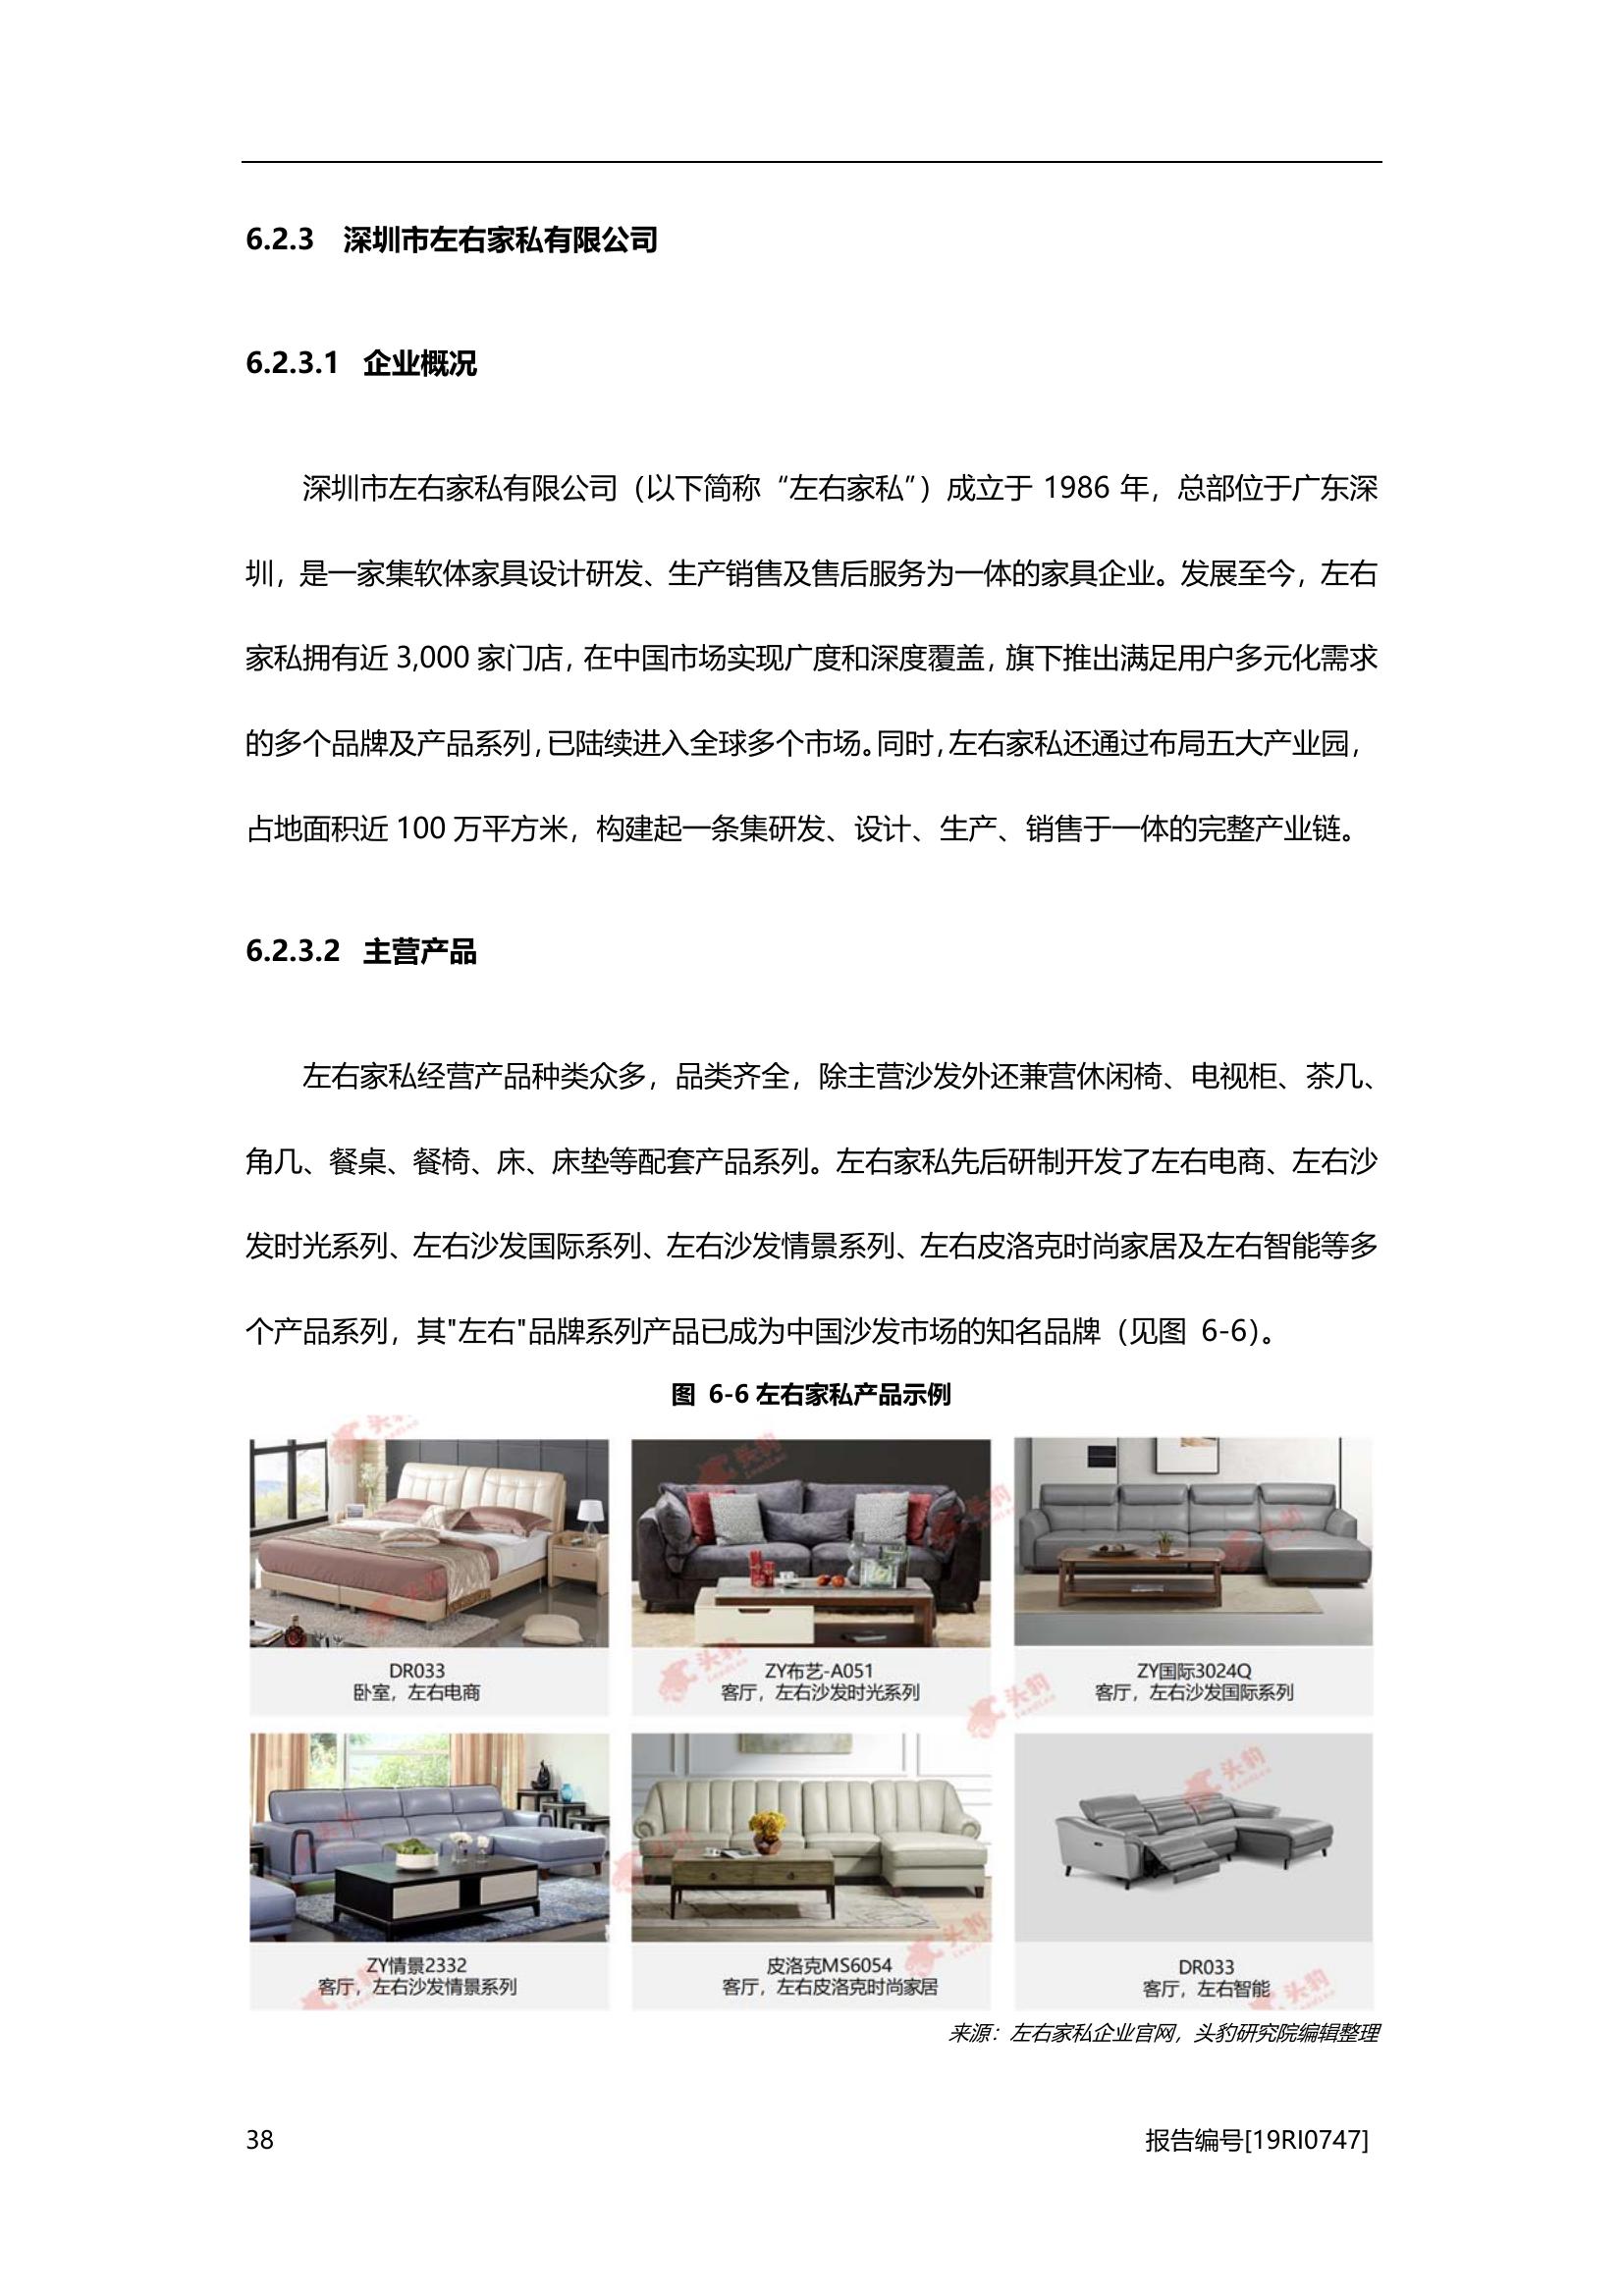 6.2.3 深圳市左右家私有限公司
6.2.3.1 企业概况
深圳市左右家私有限公司（以下简称“左右家私”）成立于 1986 年，总部位于广东深
圳，是一家集软体家具设计研发、生产销售及售后服务为一体的家具企业。发展至今，左右
家私拥有近 3,000 家门店，在中国市场实现广度和深度覆盖，旗下推出满足用户多元化需求
的多个品牌及产品系列，已陆续进入全球多个市场。同时，左右家私还通过布局五大产业园，
占地面积近 100 万平方米，构建起一条集研发、设计、生产、销售于一体的完整产业链。
6.2.3.2 主营产品
左右家私经营产品种类众多，品类齐全，除主营沙发外还兼营休闲椅、电视柜、茶几、
角几、餐桌、餐椅、床、床垫等配套产品系列。左右家私先后研制开发了左右电商、左右沙
发时光系列、左右沙发国际系列、左右沙发情景系列、左右皮洛克时尚家居及左右智能等多
个产品系列，其"左右"品牌系列产品已成为中国沙发市场的知名品牌（见图 6-6）。
图 6-6 左右家私产品示例
DR033
卧室，左右电商
ZY布艺-A051
客厅，左右沙发时光系列
ZY国际3024Q
客厅，左右沙发国际系列
ZY情景2332
客厅，左右沙发情景系列
皮洛克MS6054
客厅，左右皮洛克时尚家居
DR033
客厅，左右智能
头豹
来源：左右家私企业官网，头豹研究院编辑整理
38
报告编号[19RI0747]